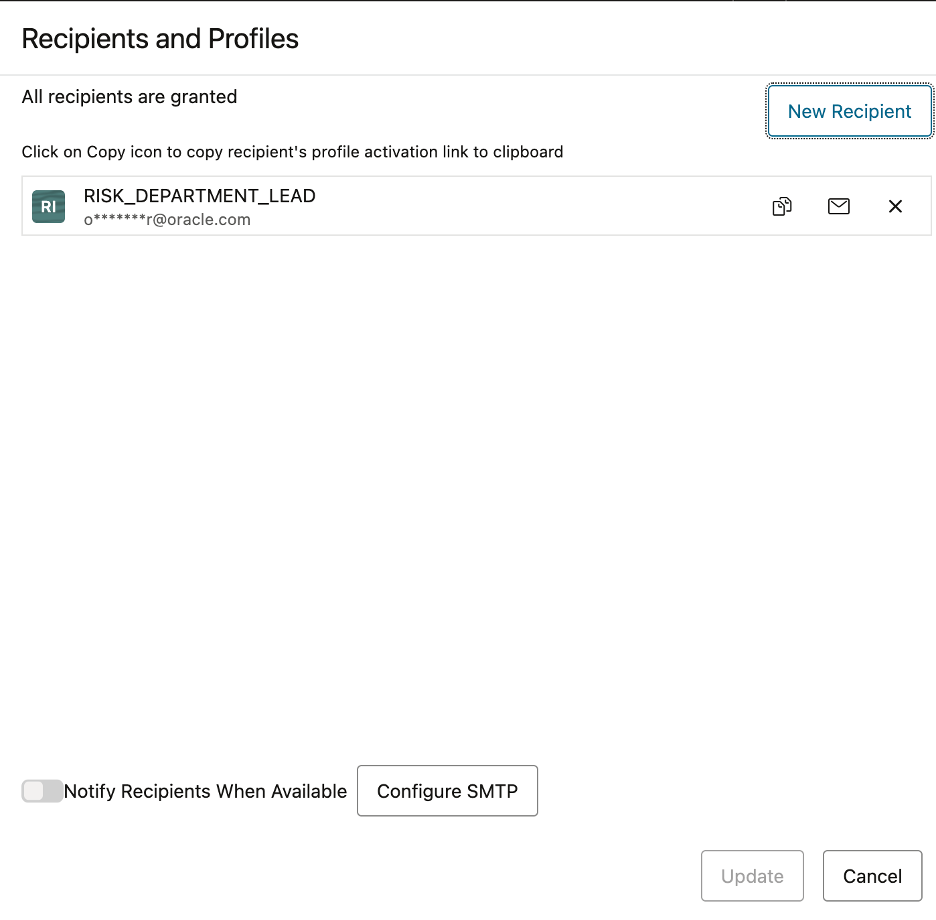 Recipients and Profiles
All recipients are granted
New Recipient
Click on Copy icon to copy recipient's profile activation link to clipboard
RI
RISK_DEPARTMENT_LEAD
o*******r@oracle.com
Notify Recipients When Available
Configure SMTP
Update
Cancel